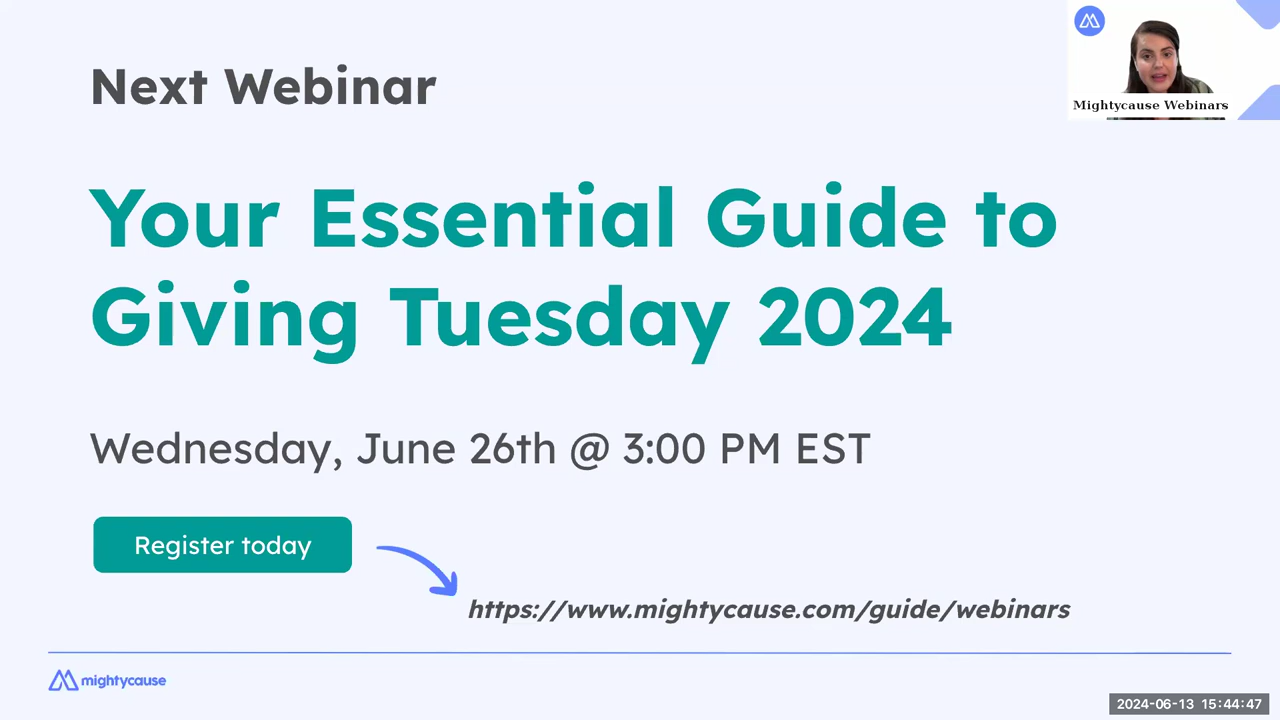 Next Webinar
Mightycause Webinars
Your Essential Guide to
Giving Tuesday 2024
Wednesday, June 26th @ 3:00 PM EST
Register today
https://www.mightycause.com/guide/webinars
mightycause
2024-06-13 15:44:47